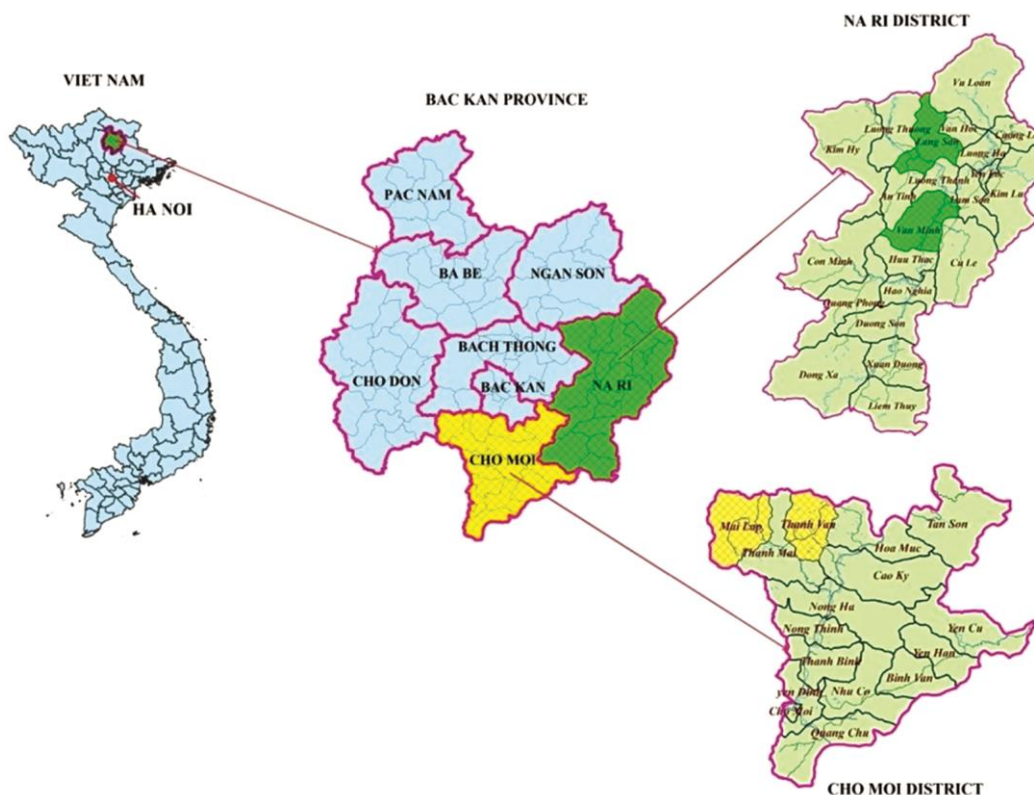 VIET NAM
HA NOI
BAC KAN PROVINCE
PAC NAM
BA BE
NGAN SON
BACH THONG
CHO DON
BAC KAN
NA RI
CHO MOI
NA RI DISTRICT
Vu Loan
Luong Thuong
Van Hoc
Kim Hy
Lang San
Cuong L
Luong Ha
Luong Thanh
Kim Lu
An Tinh
Lam Son
Van Minh
Con Minh
Huu Thac
Cu Le
Hao Nghia
Quang Phong
Duong Son
Xuan Duong
Dong Xa
Liem Thuy
Mai Lap
Thanh Van
Tan Son
Thanh Mai
Hoa Muc
Cao Ky
Nong Ha
Nong Thinh
Yen Cu
Yen Han
Thanh Binh
Binh Van
yen Dinh
Nhu Co
Cho Moi
Quang Chu
CHO MOI DISTRICT